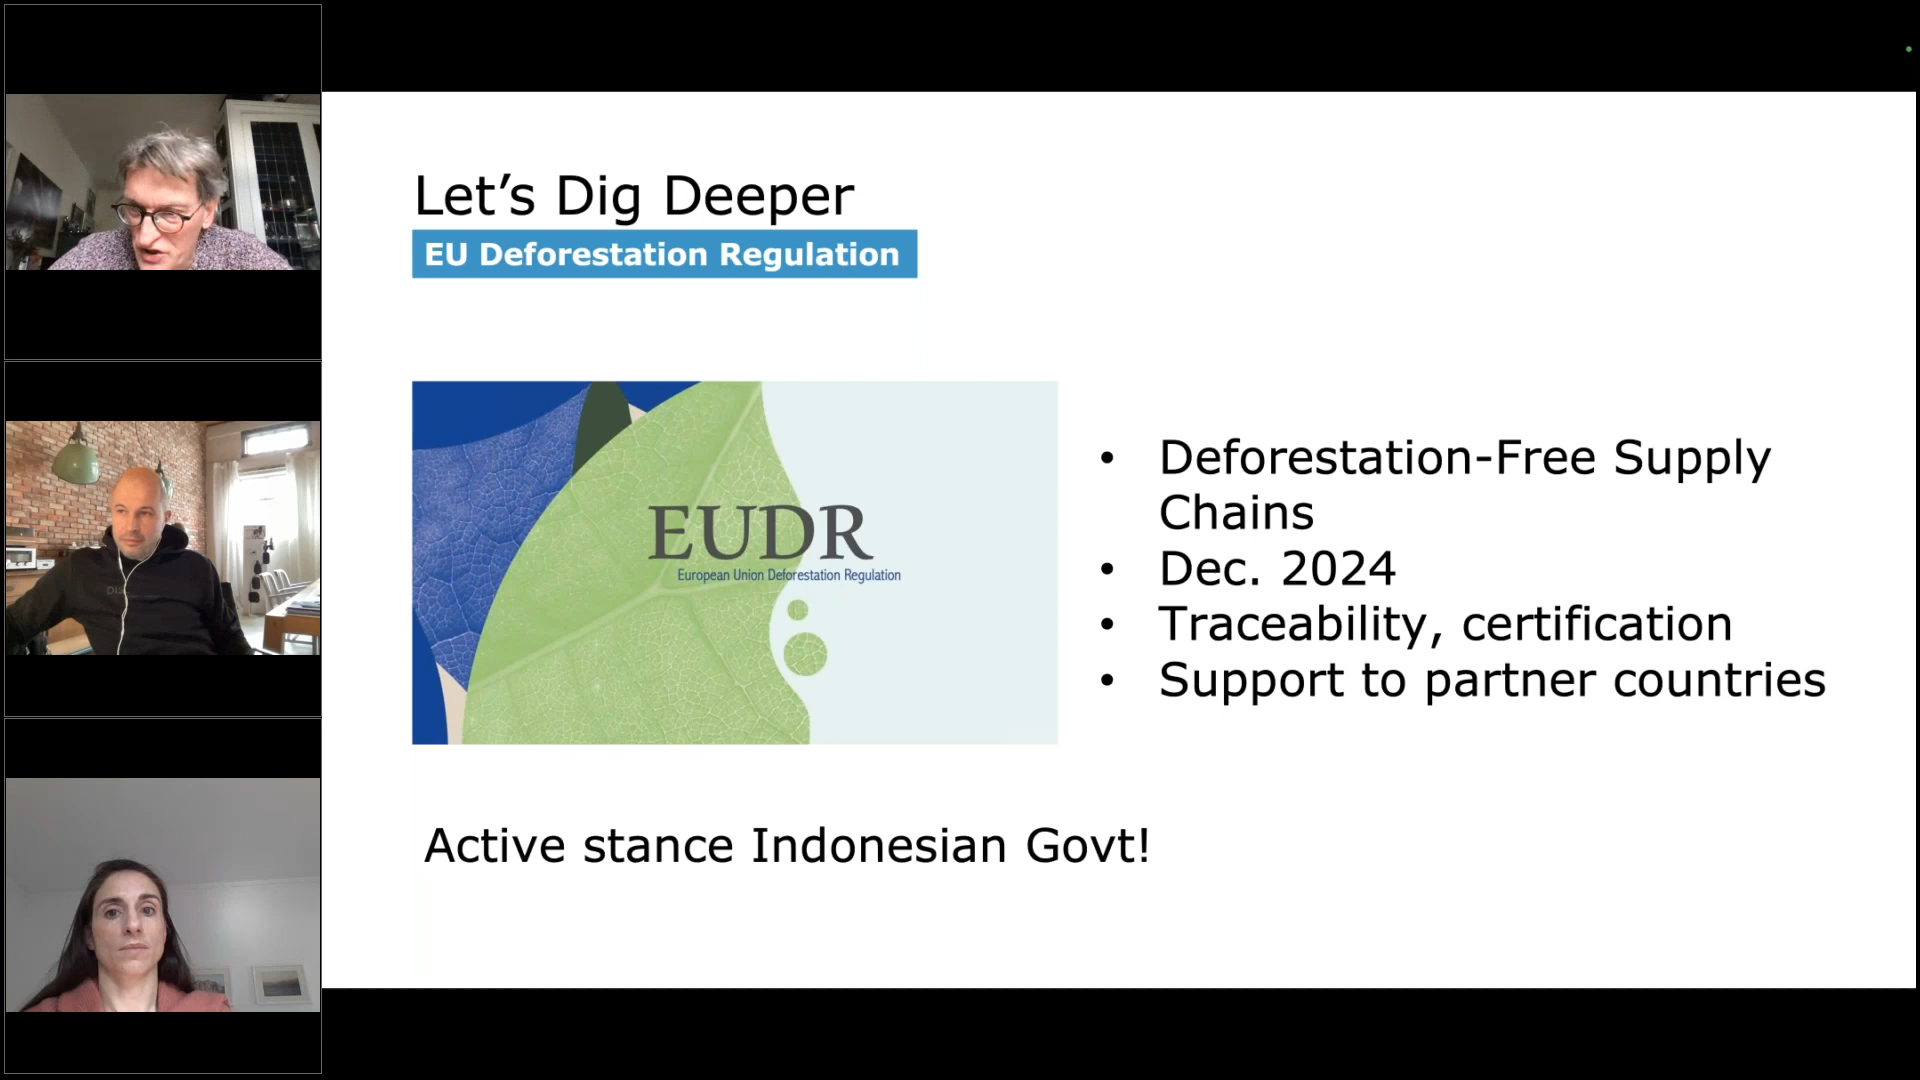 Let’s Dig Deeper
EU Deforestation Regulation
EUDR
European Union Deforestation Regulation
• Deforestation-Free Supply
Chains
• Dec. 2024
• Traceability, certification
• Support to partner countries
Active stance Indonesian Govt!